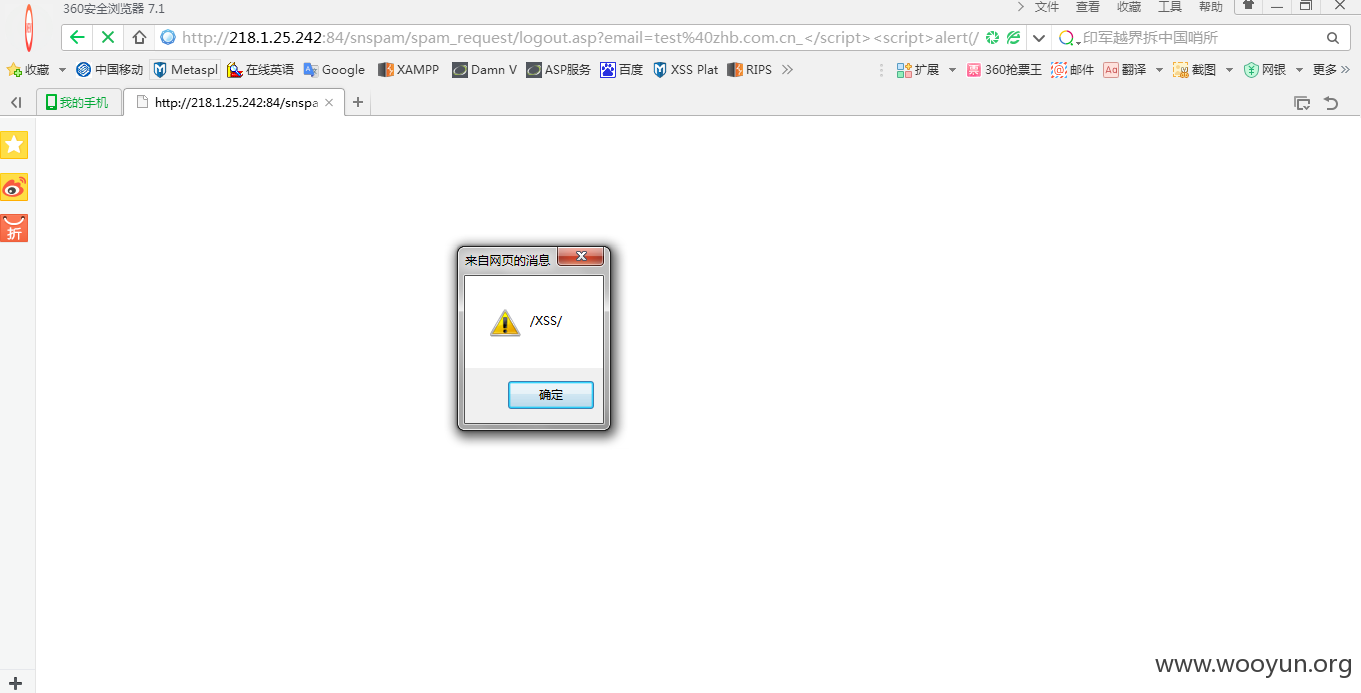 360安全浏览器 7.1
文件 查看 收藏 工具 帮助
http://218.1.25.242:84/snspam/spam_request/logout.asp?email=test%40zhb.com.cn_</script><script>alert(/
印军越界拆中国哨所
收藏 中国移动 Metaspl 在线英语 Google XAMPP Damn V ASP服务 百度 XSS Plat RIPS 扩展 360抢票王 邮件 翻译 截图 网银 更多
我的手机 http://218.1.25.242:84/snspa
折
来自网页的消息
/XSS/
确定
www.wooyun.org